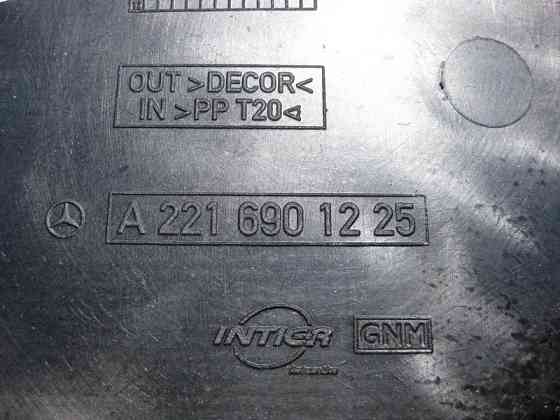 OUT >DECOR<
IN >PP T20<
A 221 690 12 25
INTIER GNM